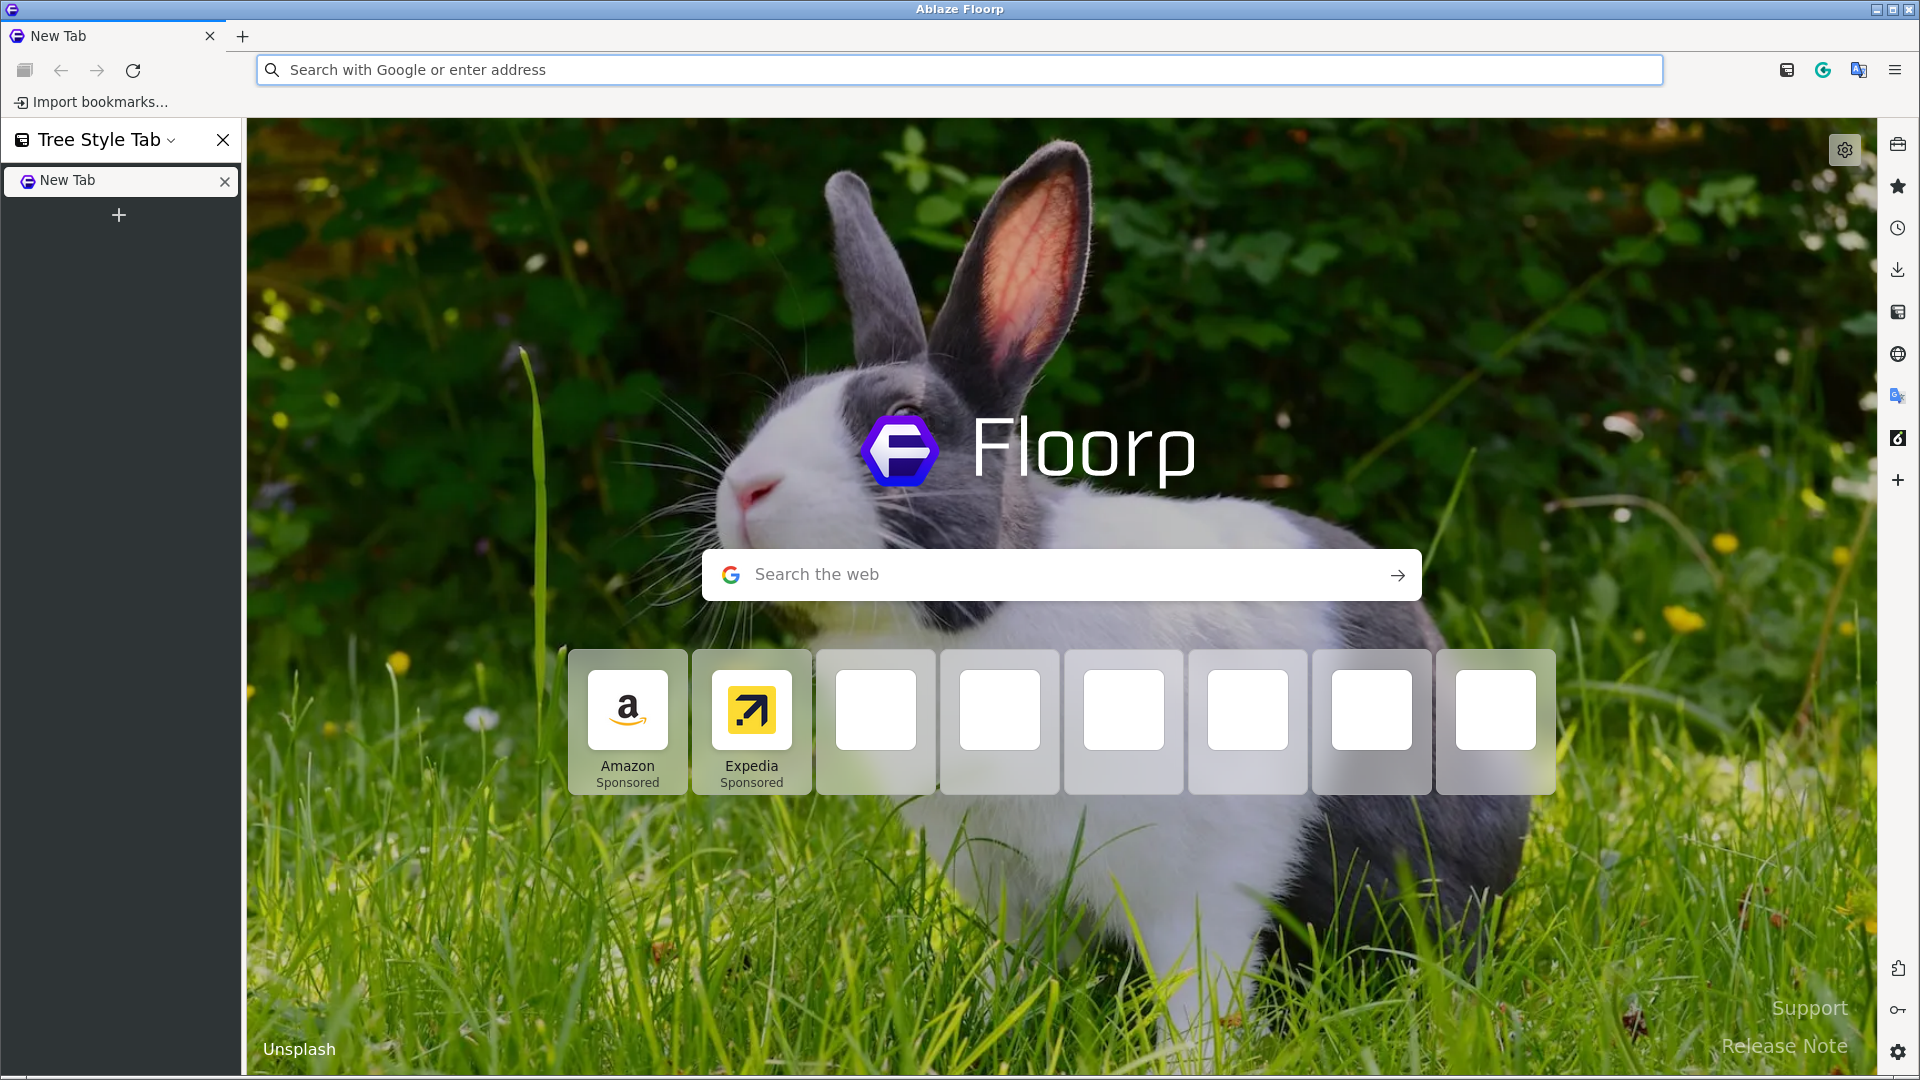 Ablaze Floorp
New Tab
Search with Google or enter address
Import bookmarks...
Tree Style Tab
New Tab
Floorp
Search the web
Amazon
Sponsored
Expedia
Sponsored
Support
Unsplash
Release Note